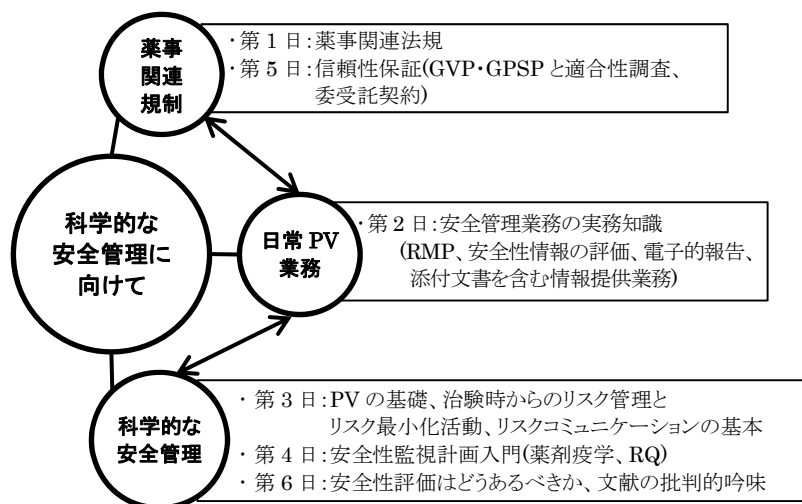 薬事
関連
規制
・第1日:薬事関連法規
・第5日:信頼性保証(GVP・GPSPと適合性調査、
委受託契約)
科学的な
安全管理に
向けて
日常 PV
業務
・第2日:安全管理業務の実務知識
(RMP、安全性情報の評価、電子的報告、
添付文書を含む情報提供業務)
科学的な
安全管理
・第3日:PVの基礎、治験時からのリスク管理と
リスク最小化活動、リスクコミュニケーションの基本
・第4日:安全性監視計画入門(薬剤疫学、RQ)
・第6日:安全性評価はどうあるべきか、文献の批判的吟味